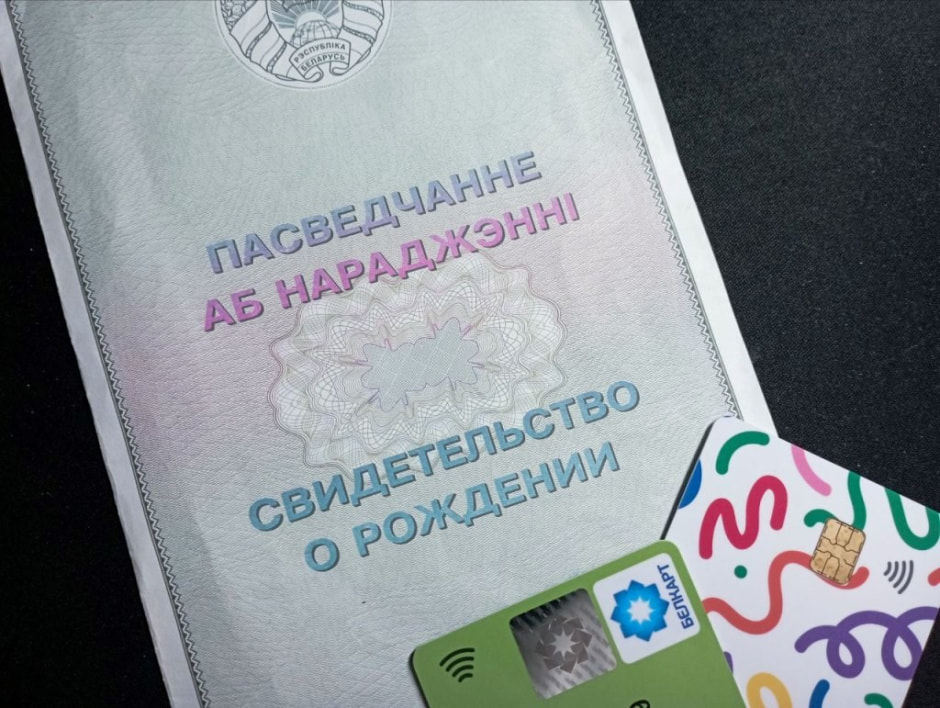 РЭСПУБЛІКА
БЕЛАРУСЬ
ПАСВЕДЧАННЕ
АБ НАРАДЖЭННІ
СВИДЕТЕЛЬСТВО
О РОЖДЕНИИ
БЕЛКАРТ